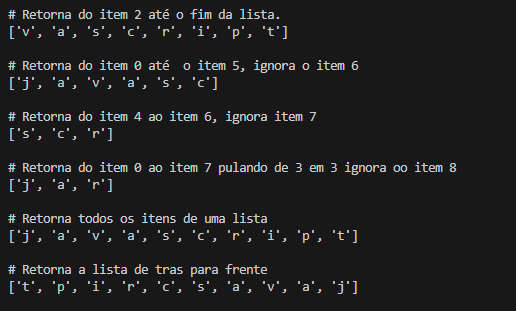 # Retorna do item 2 até o fim da lista.
['v', 'a', 's', 'c', 'r', 'i', 'p', 't']
# Retorna do item 0 até  o item 5, ignora o item 6
['j', 'a', 'v', 'a', 's', 'c']
# Retorna do item 4 ao item 6, ignora item 7
['s', 'c', 'r']
# Retorna do item 0 ao item 7 pulando de 3 em 3 ignora oo item 8
['j', 'a', 'r']
# Retorna todos os itens de uma lista
['j', 'a', 'v', 'a', 's', 'c', 'r', 'i', 'p', 't']
# Retorna a lista de tras para frente
['t', 'p', 'i', 'r', 'c', 's', 'a', 'v', 'a', 'j']